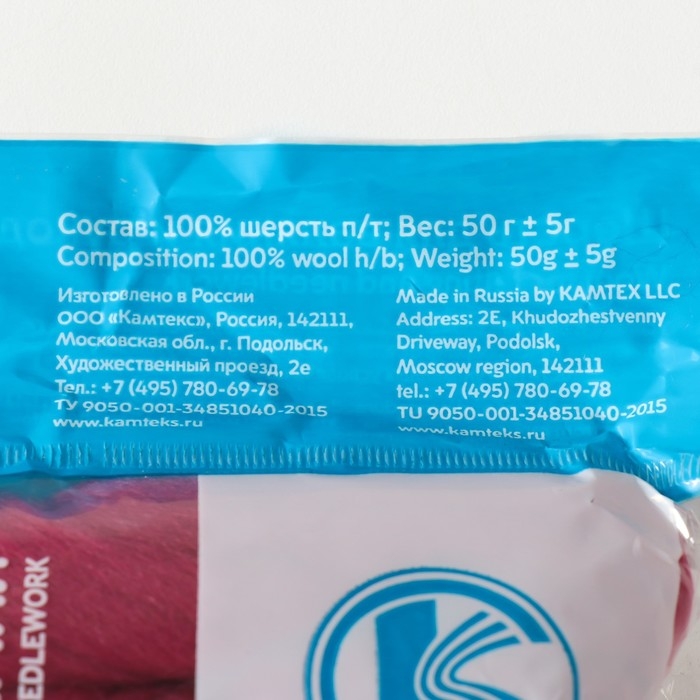 Состав: 100% шерсть п/т; Вес: 50 г ± 5г
Composition: 100% wool h/b; Weight: 50g ± 5g
Изготовлено в России
ООО «Камтекс», Россия, 142111,
Московская обл., г. Подольск,
Художественный проезд, 2е
Тел.: +7 (495) 780-69-78
ТУ 9050-001-34851040-2015
www.kamteks.ru
Made in Russia by KAMTEX LLC
Address: 2E, Khudozhestvenny
Driveway, Podolsk,
Moscow region, 142111
tel.: +7 (495) 780-69-78
TU 9050-001-34851040-2015
www.kamteks.ru